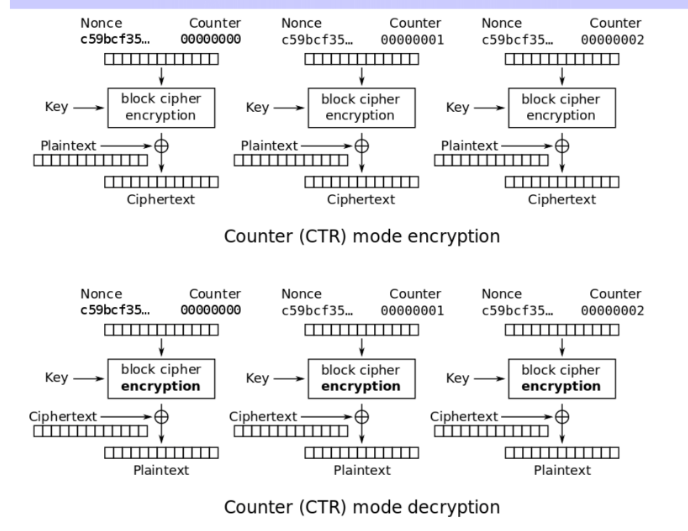 Nonce Counter Nonce Counter Nonce Counter
c59bcf35… 00000000 c59bcf35… 00000001 c59bcf35… 00000002
Key block cipher encryption Key block cipher encryption Key block cipher encryption
Plaintext Plaintext Plaintext
Ciphertext Ciphertext Ciphertext
Counter (CTR) mode encryption
Nonce Counter Nonce Counter Nonce Counter
c59bcf35… 00000000 c59bcf35… 00000001 c59bcf35… 00000002
Key block cipher encryption Key block cipher encryption Key block cipher encryption
Ciphertext Ciphertext Ciphertext
Plaintext Plaintext Plaintext
Counter (CTR) mode decryption